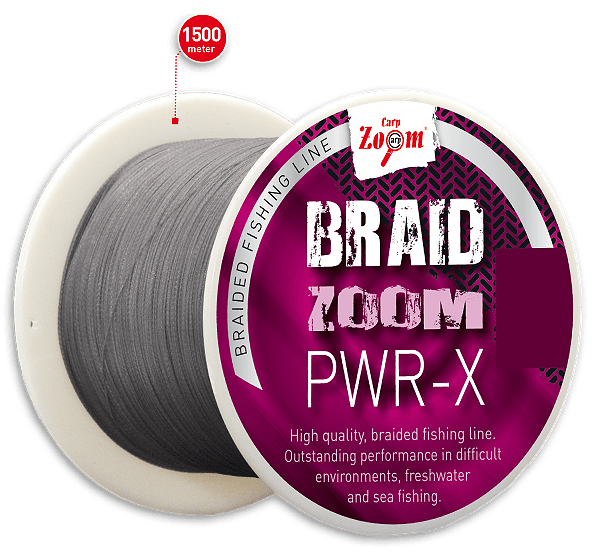 1500
meter
Carp
Zoom®
carp
BRAIDED FISHING LINE
BRAID
ZOOM
PWR-X
High quality, braided fishing line.
Outstanding performance in difficult
environments, freshwater
and sea fishing.